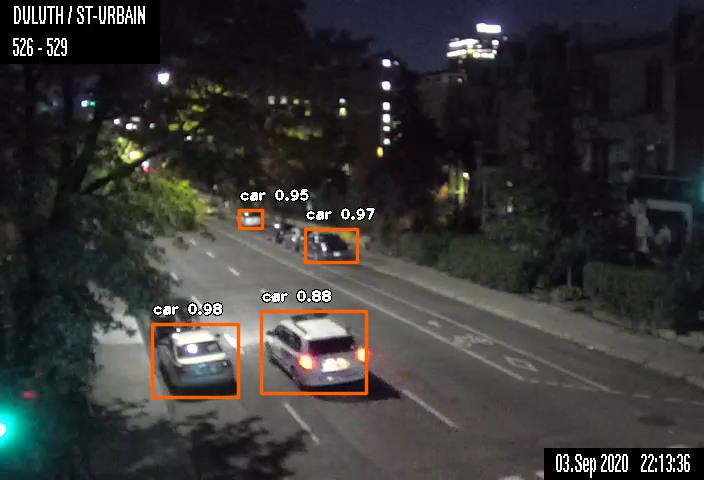 DULUTH / ST-URBAIN
526 - 529
car 0.95
car 0.97
car 0.98
car 0.88
03.Sep 2020 22:13:36